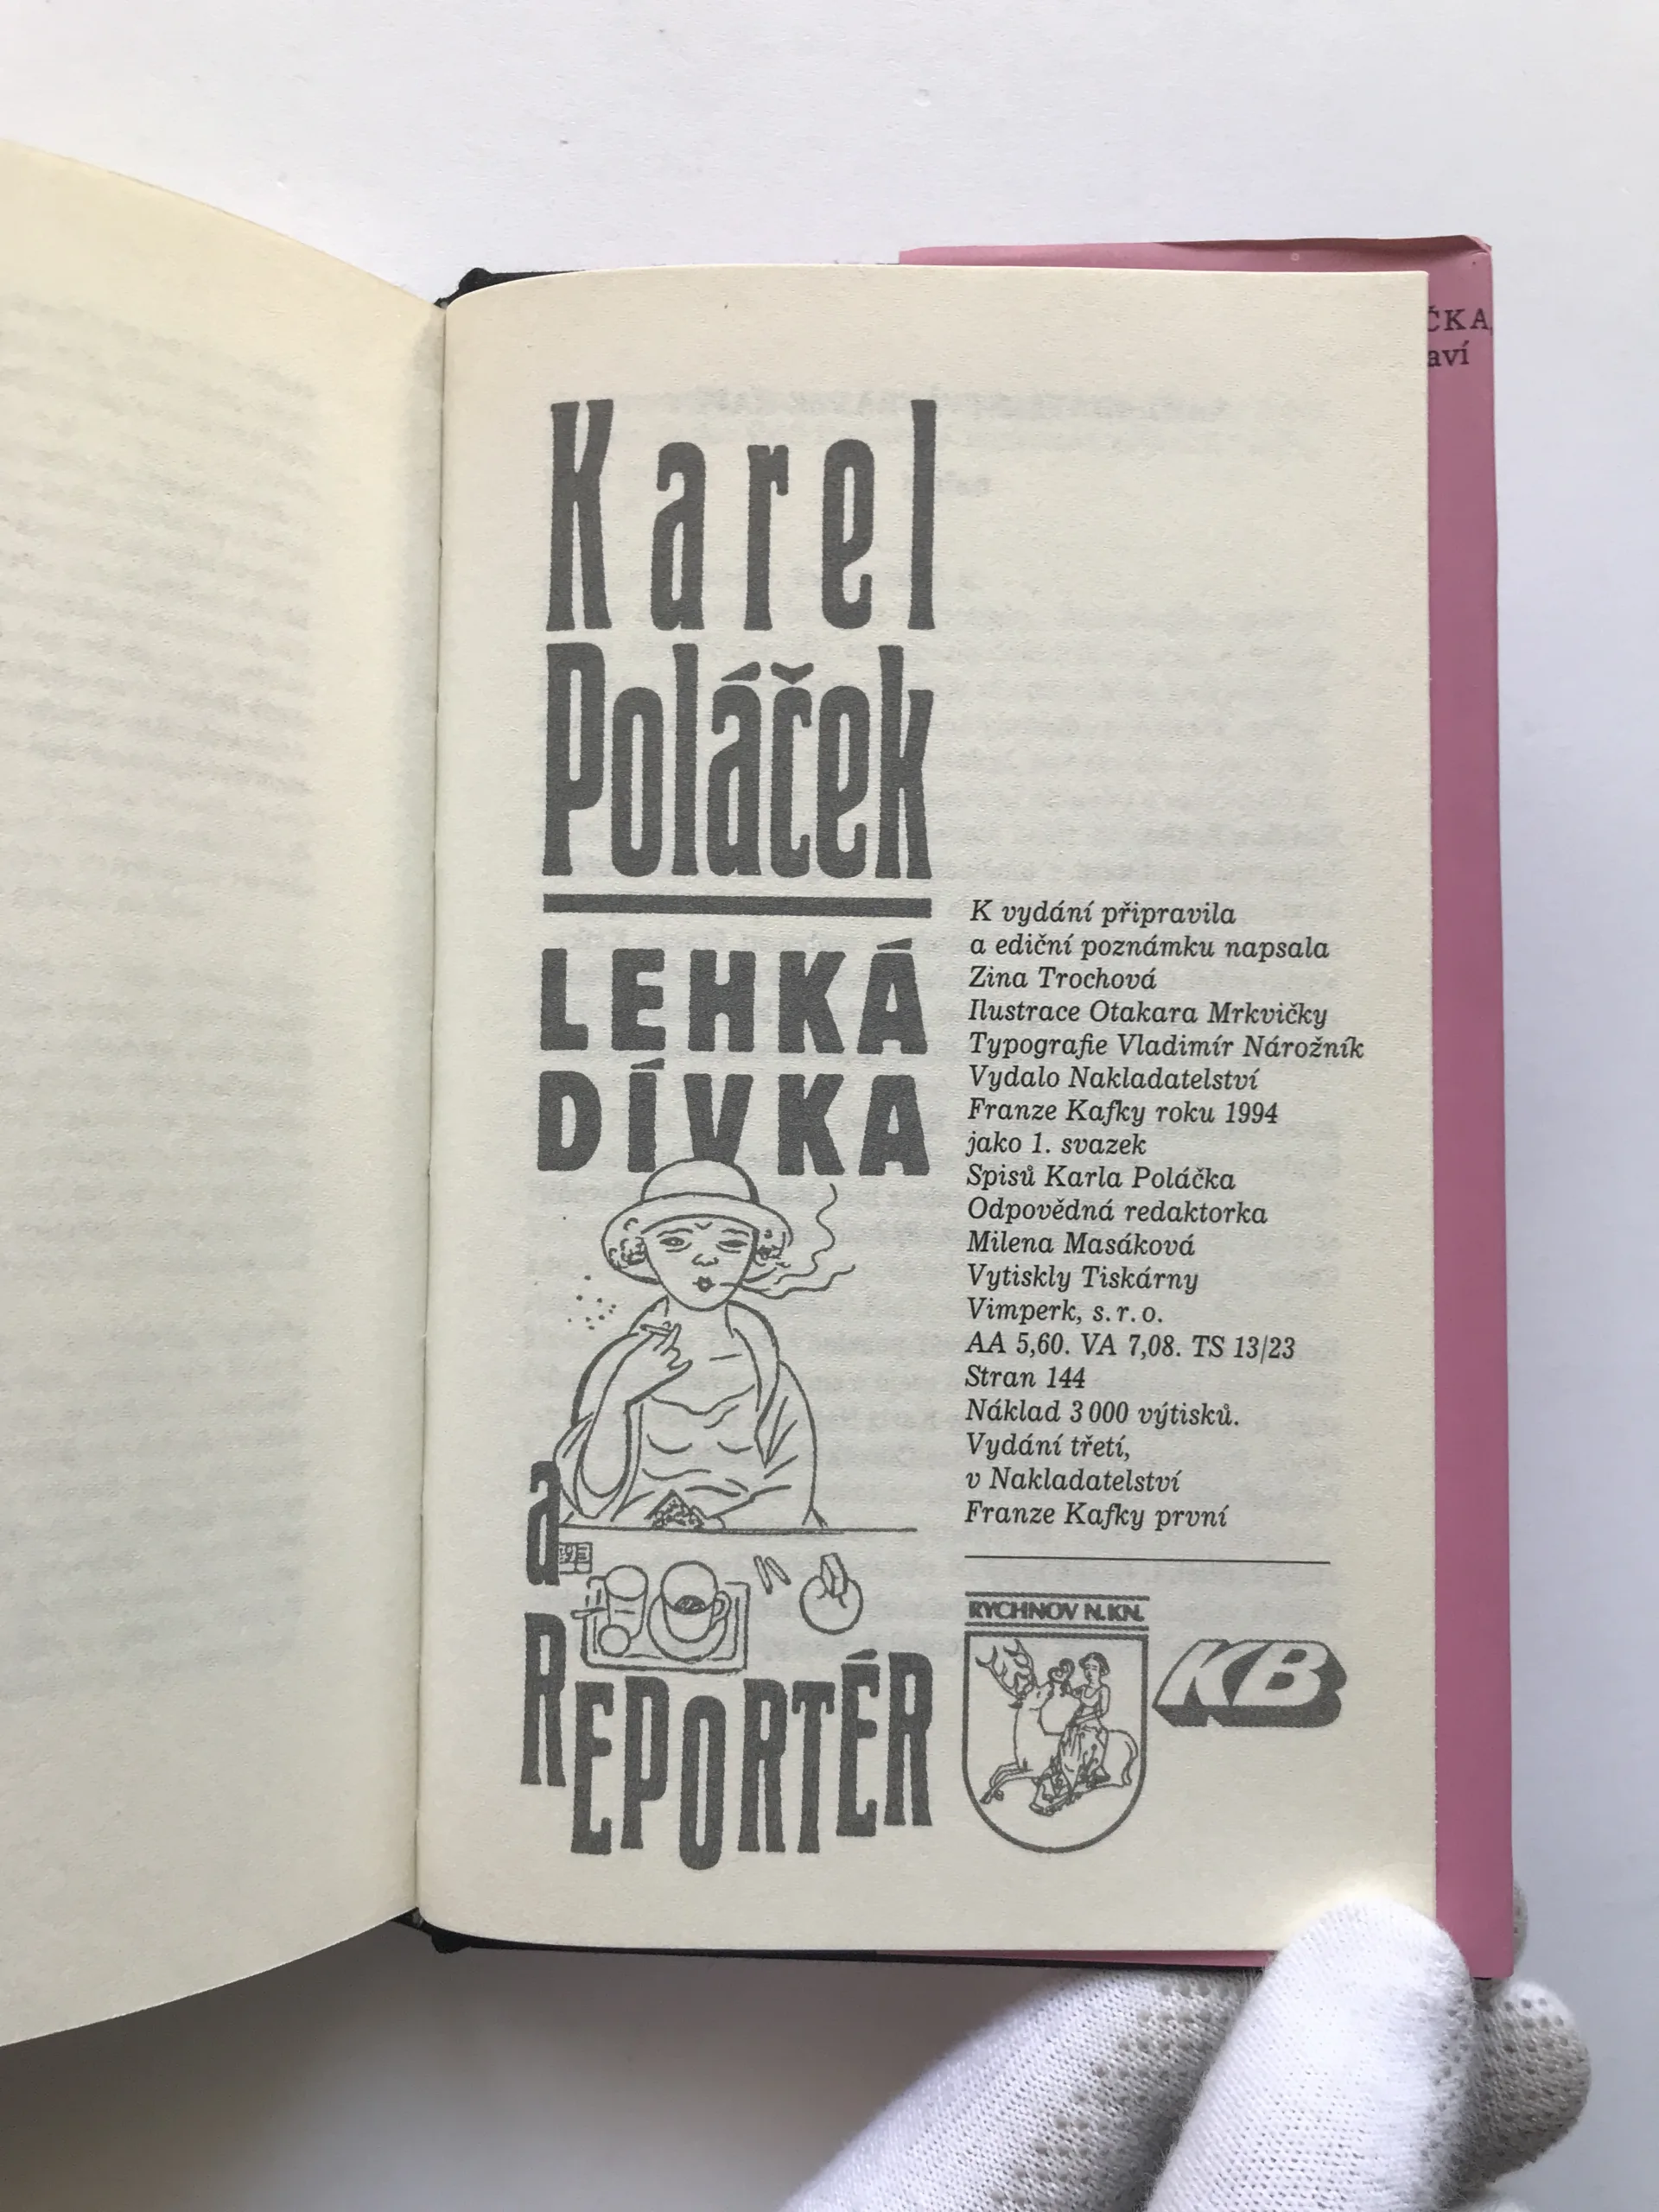 Karel
Poláček
LEHKÁ
DÍVKA
a
REPORTÉR
K vydání připravila
a ediční poznámku napsala
Zina Trochová
Ilustrace Otakara Mrkvičky
Typografie Vladimír Nárožník
Vydalo Nakladatelství
Franze Kafky roku 1994
jako 1. svazek
Spisů Karla Poláčka
Odpovědná redaktorka
Milena Masáková
Vytiskly Tiskárny
Vimperk, s. r. o.
AA 5,60. VA 7,08. TS 13/23
Stran 144
Náklad 3 000 výtisků.
Vydání třetí,
v Nakladatelství
Franze Kafky první
RYCHNOV N.KN.
KB
ČKA
aví